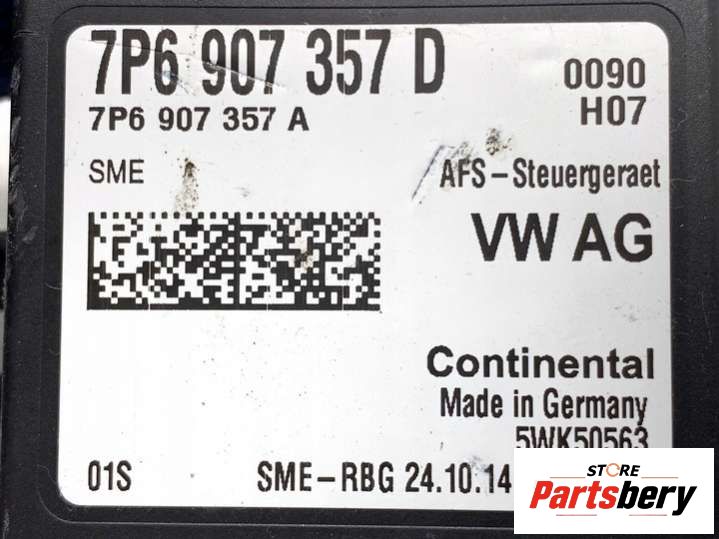 7P6 907 357 D
0090
7P6 907 357 A
H07
SME
AFS-Steuergeraet
VW AG
Continental
Made in Germany
5WK50563
01S SME-RBG 24.10.14
STORE
Partsbery